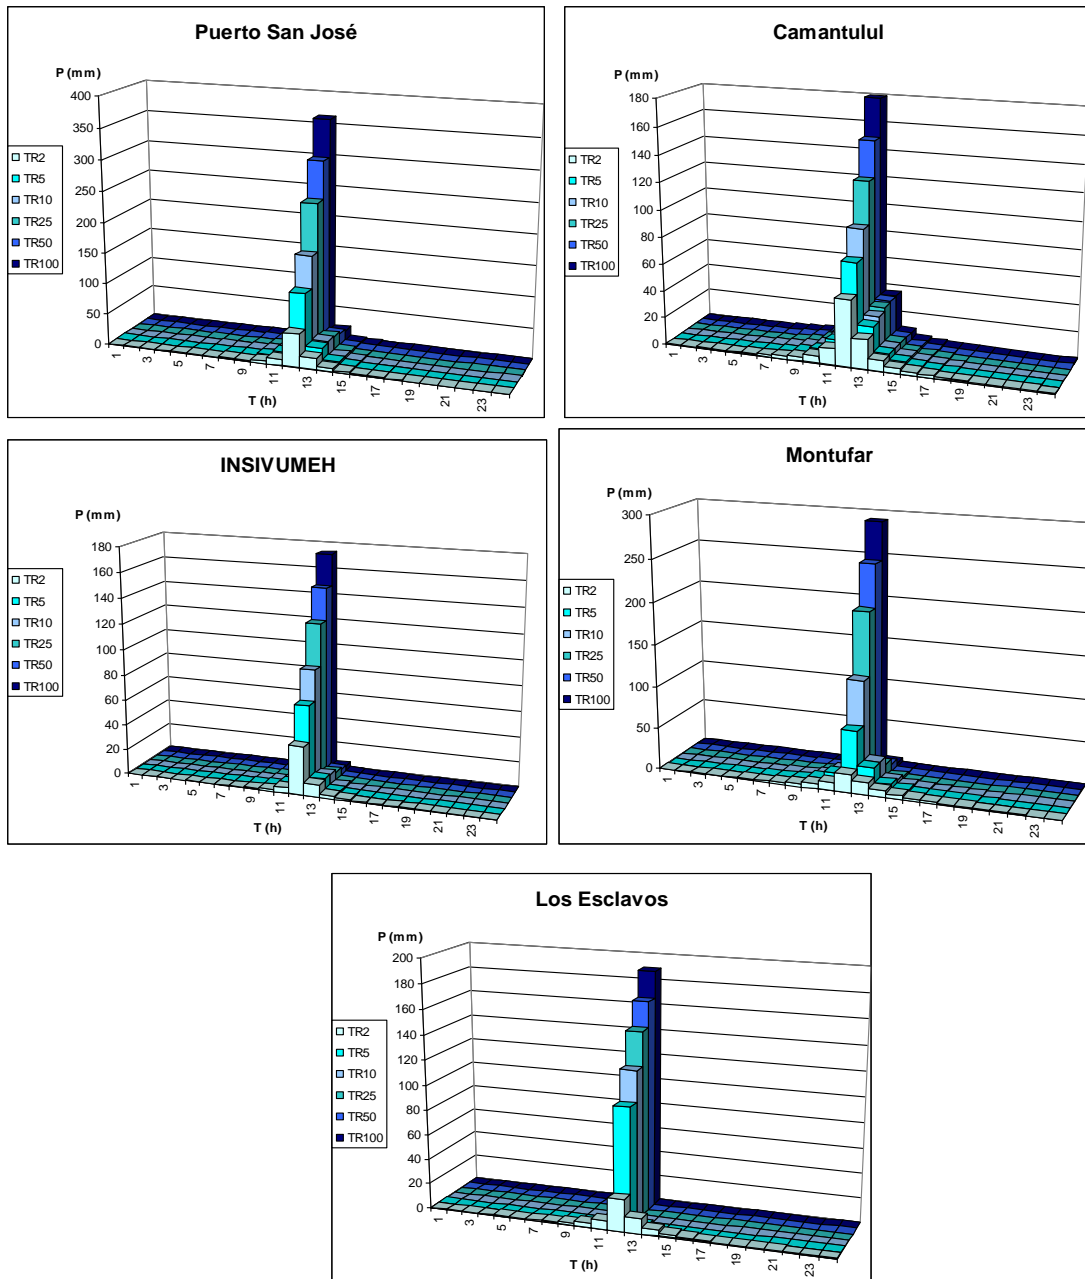 Puerto San José
P (mm)
400
350
300
250
200
150
100
50
0
TR2
TR5
TR10
TR25
TR50
TR100
1
3
5
7
9
11
13
15
17
19
21
23
T (h)
Camantulul
P (mm)
180
160
140
120
100
80
60
40
20
0
TR2
TR5
TR10
TR25
TR50
TR100
1
3
5
7
9
11
13
15
17
19
21
23
T (h)
INSIVUMEH
P (mm)
180
160
140
120
100
80
60
40
20
0
TR2
TR5
TR10
TR25
TR50
TR100
1
3
5
7
9
11
13
15
17
19
21
23
T (h)
Montufar
P (mm)
300
250
200
150
100
50
0
TR2
TR5
TR10
TR25
TR50
TR100
1
3
5
7
9
11
13
15
17
19
21
23
T (h)
Los Esclavos
P (mm)
200
180
160
140
120
100
80
60
40
20
0
TR2
TR5
TR10
TR25
TR50
TR100
1
3
5
7
9
11
13
15
17
19
21
23
T (h)